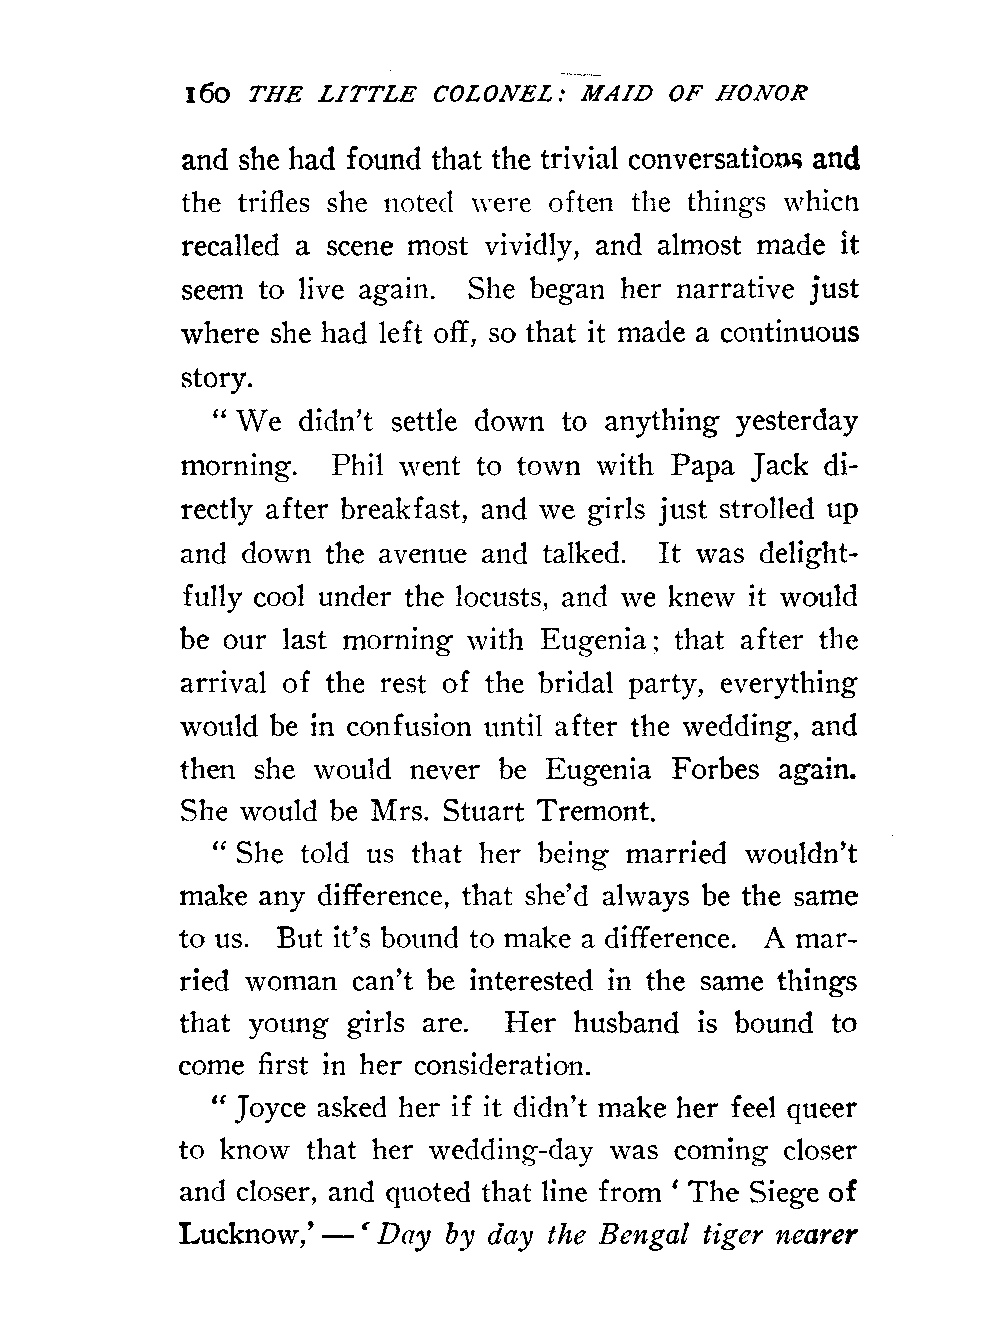 160 THE LITTLE COLONEL: MAID OF HONOR
and she had found that the trivial conversations and
the trifles she noted were often the things which
recalled a scene most vividly, and almost made it
seem to live again. She began her narrative just
where she had left off, so that it made a continuous
story.
“ We didn’t settle down to anything yesterday
morning. Phil went to town with Papa Jack di-
rectly after breakfast, and we girls just strolled up
and down the avenue and talked. It was delight-
fully cool under the locusts, and we knew it would
be our last morning with Eugenia; that after the
arrival of the rest of the bridal party, everything
would be in confusion until after the wedding, and
then she would never be Eugenia Forbes again.
She would be Mrs. Stuart Tremont.
“ She told us that her being married wouldn’t
make any difference, that she’d always be the same
to us. But it’s bound to make a difference. A mar-
ried woman can’t be interested in the same things
that young girls are. Her husband is bound to
come first in her consideration.
“ Joyce asked her if it didn’t make her feel queer
to know that her wedding-day was coming closer
and closer, and quoted that line from ‘ The Siege of
Lucknow,’ — ‘ Day by day the Bengal tiger nearer